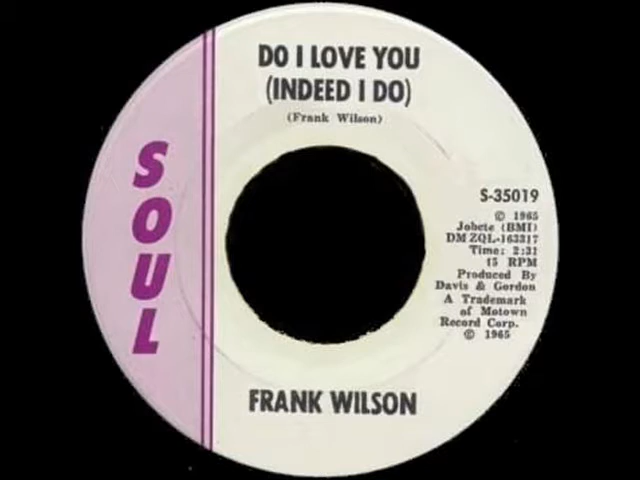 DO I LOVE YOU
(INDEED I DO)
(Frank Wilson)
SOUL
S-35019
© 1965
Jobete (BMI)
DM ZQL-163317
Time: 2:31
45 RPM
Produced By
Davis & Gordon
A Trademark
of Motown
Record Corp.
© 1965
FRANK WILSON